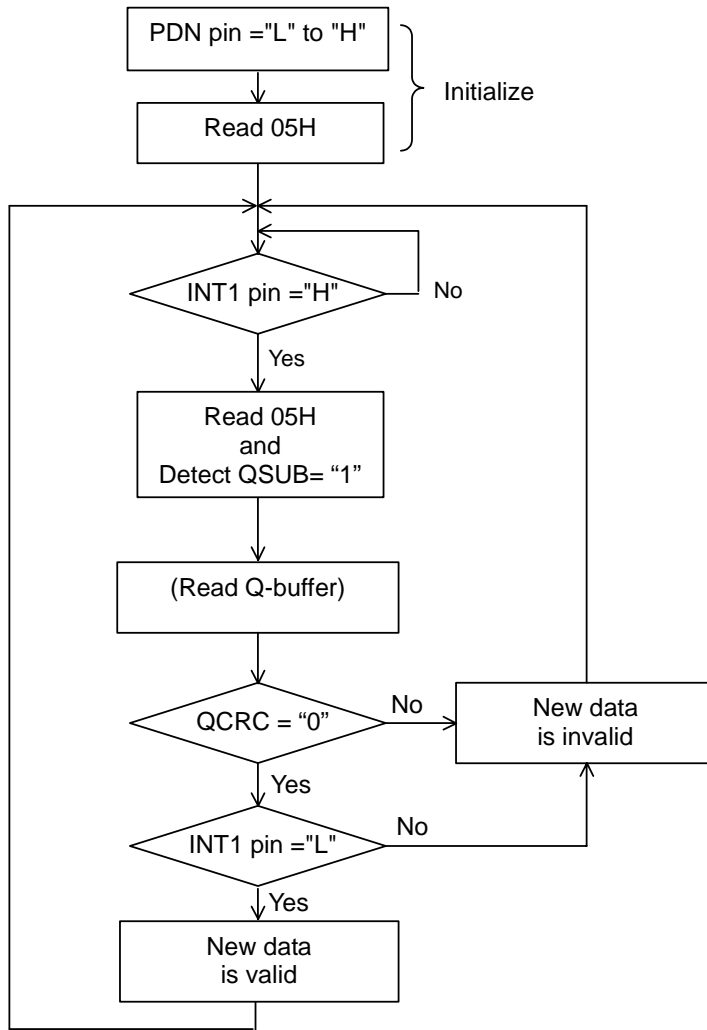 PDN pin ="L" to "H"
Initialize
Read 05H
INT1 pin ="H"
No
Yes
Read 05H
and
Detect QSUB= “1”
(Read Q-buffer)
QCRC = “0”
No
New data
is invalid
Yes
INT1 pin ="L"
No
Yes
New data
is valid